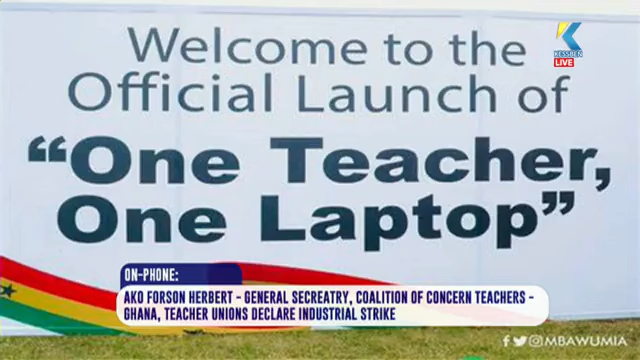 Welcome to the
Official Launch of
“One Teacher,
One Laptop”
KESSBEN
LIVE
ON-PHONE:
AKO FORSON HERBERT - GENERAL SECREATRY, COALITION OF CONCERN TEACHERS -
GHANA, TEACHER UNIONS DECLARE INDUSTRIAL STRIKE
@MBAWUMIA